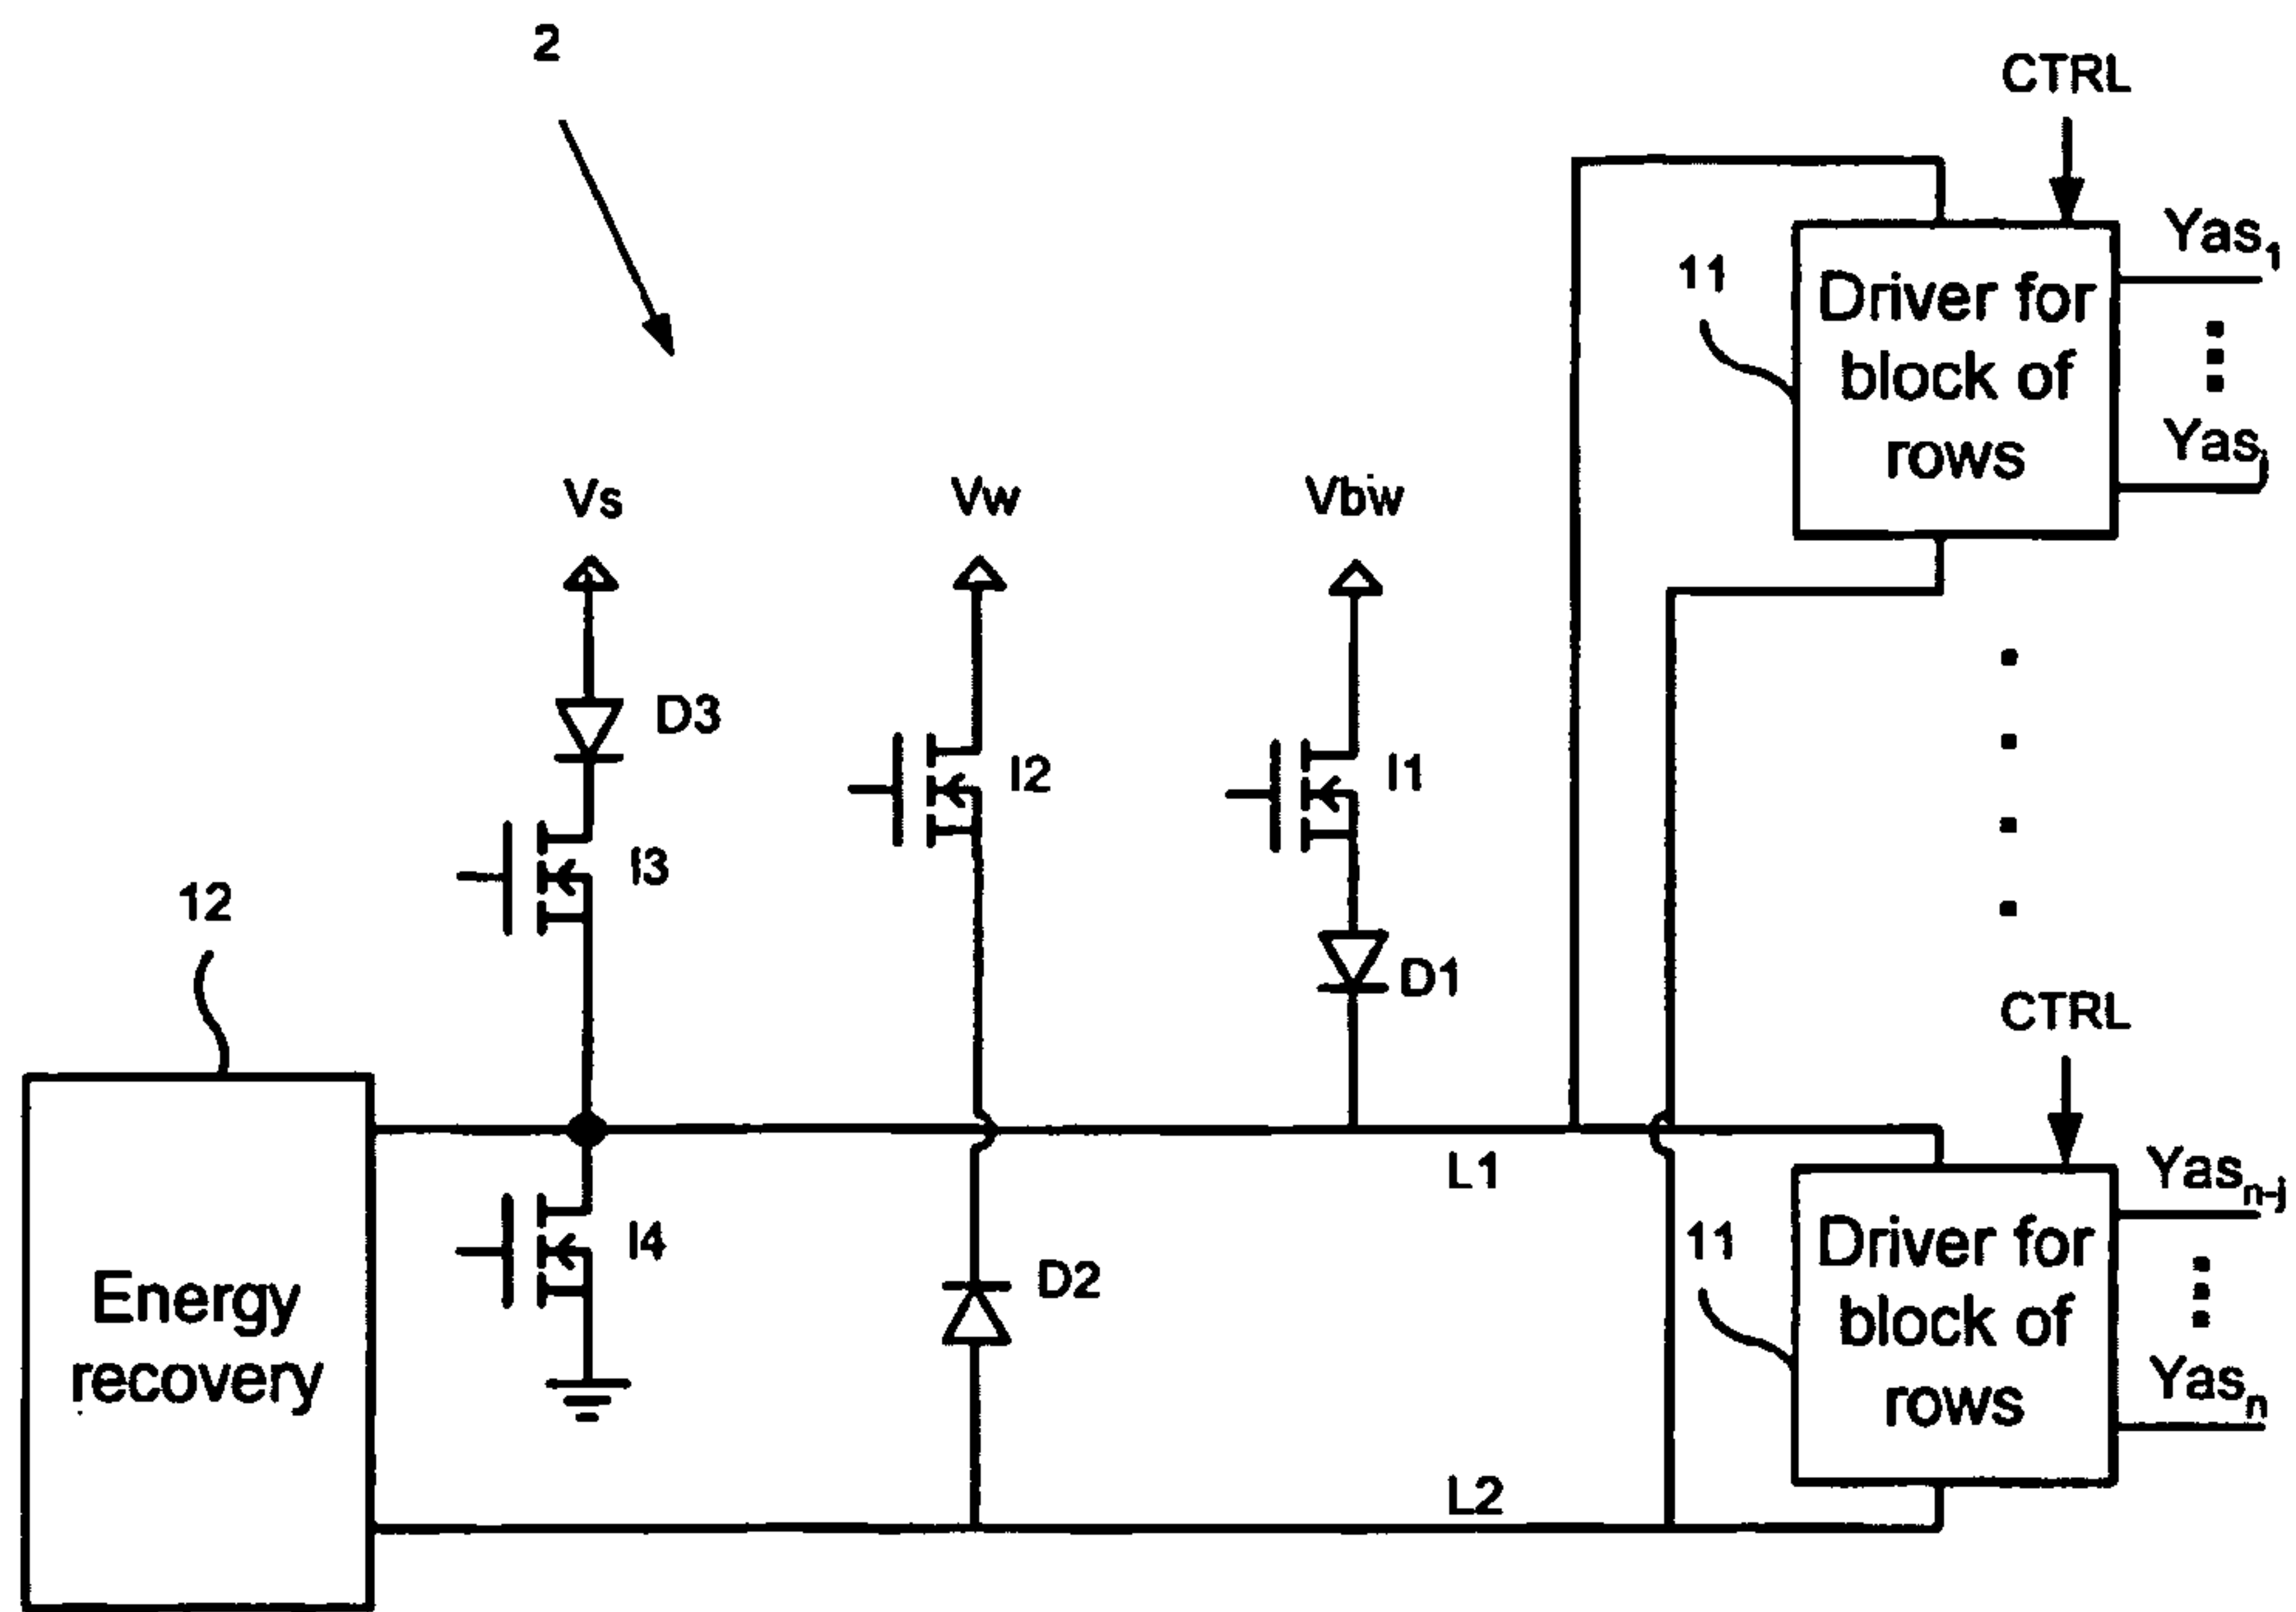 2
CTRL
Yas1
11
Driver for
block of
rows
Yasj
Vs
Vw
Vbiw
D3
I2
I1
I3
12
D1
CTRL
L1
Yasn-j
11
Driver for
block of
rows
I4
D2
Energy
recovery
Yasn
L2